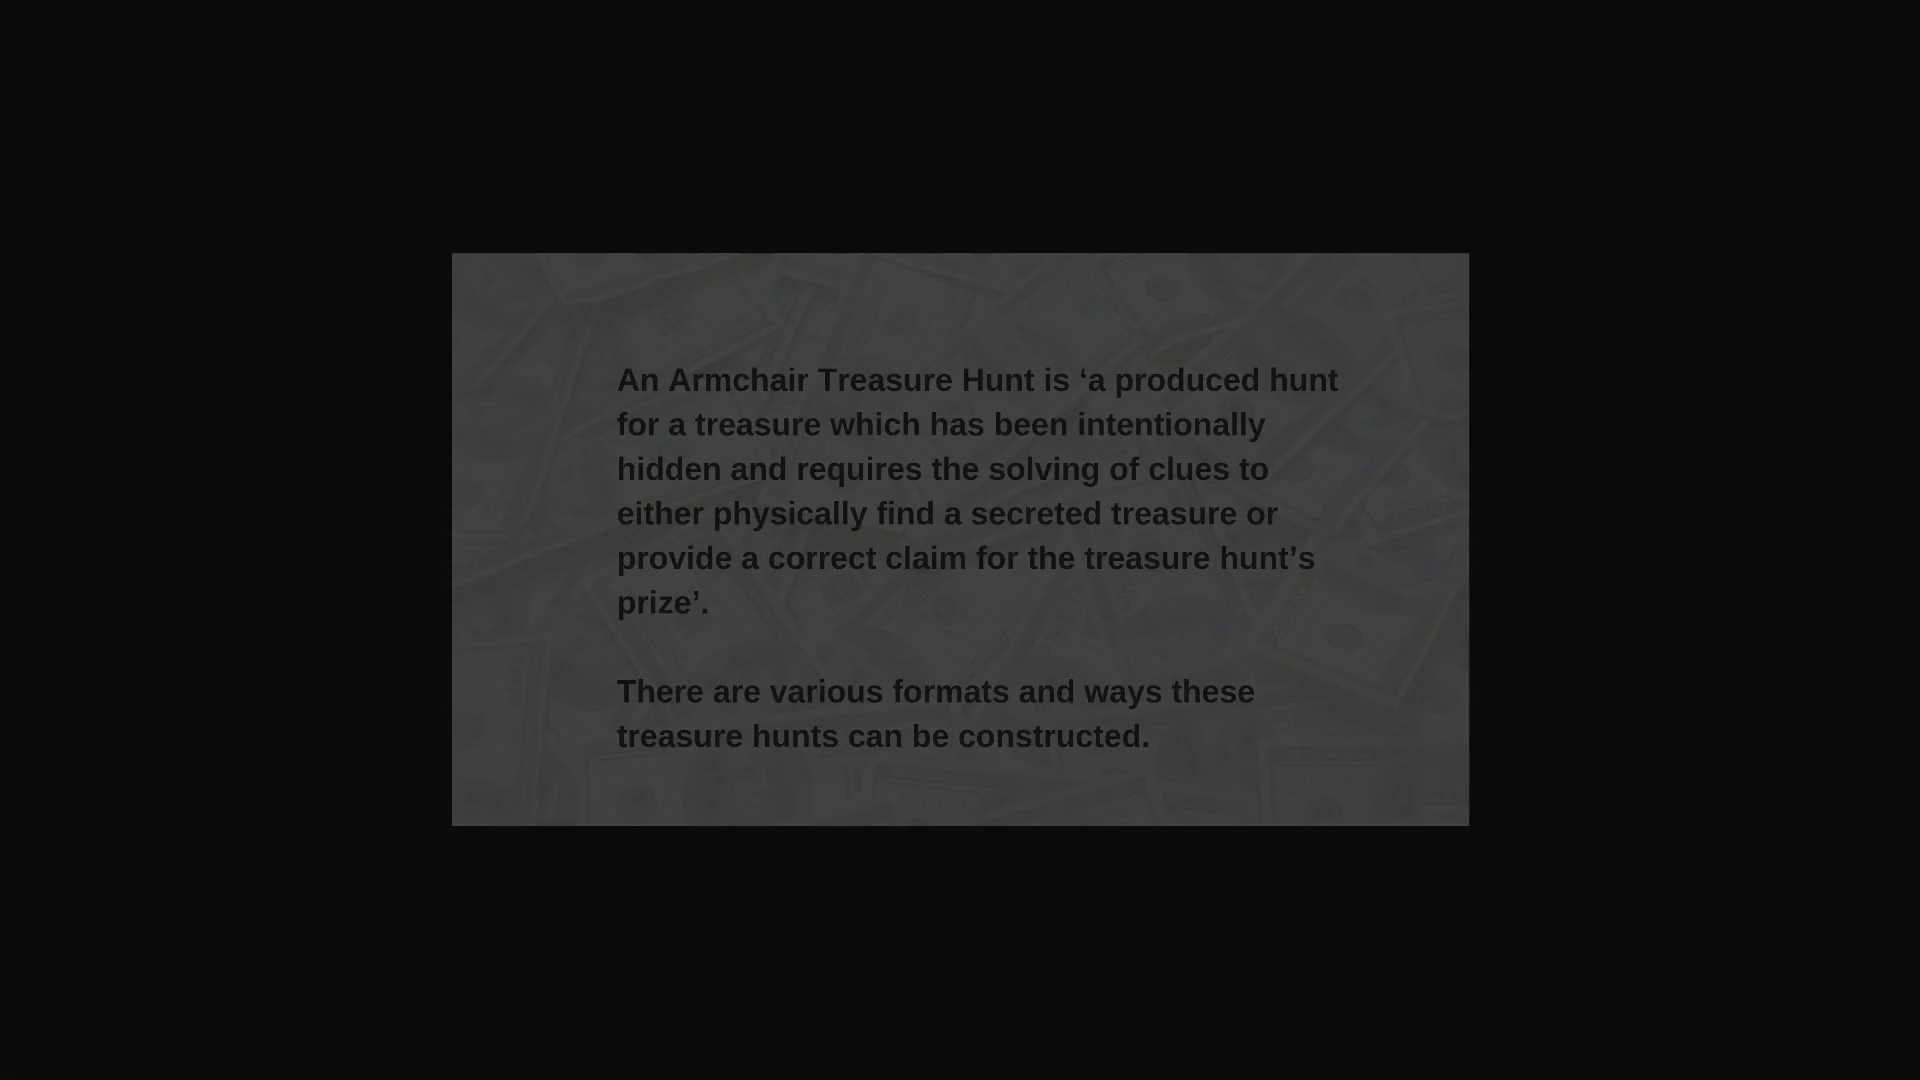 An Armchair Treasure Hunt is ‘a produced hunt
for a treasure which has been intentionally
hidden and requires the solving of clues to
either physically find a secreted treasure or
provide a correct claim for the treasure hunt’s
prize’.
There are various formats and ways these
treasure hunts can be constructed.